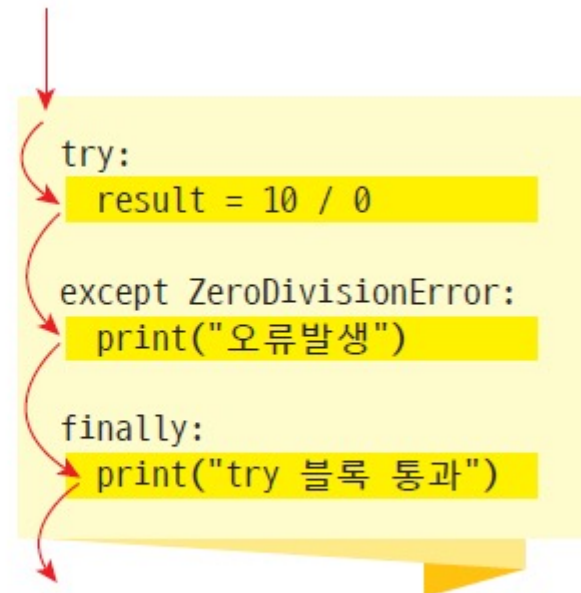 try:
result = 10 / 0
except ZeroDivisionError:
print("오류발생")
finally:
print("try 블록 통과")